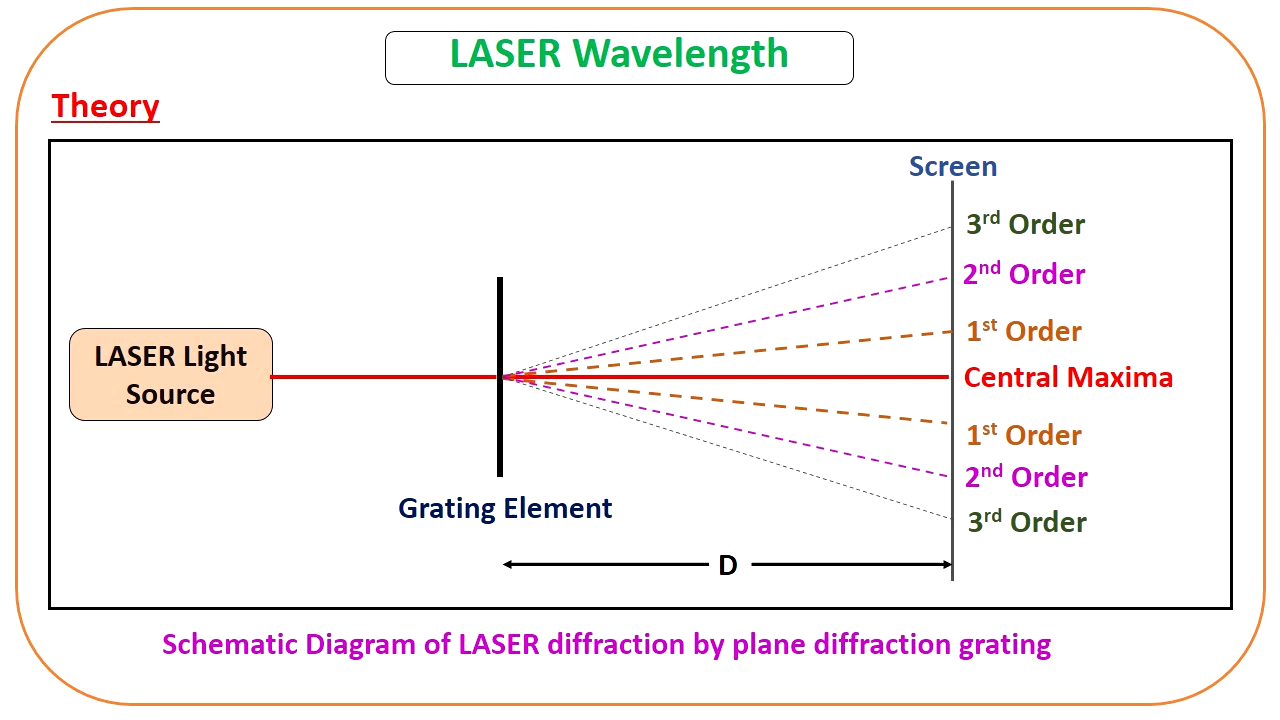 LASER Wavelength
Theory
Screen
3rd Order
2nd Order
1st Order
LASER Light
Source
Central Maxima
1st Order
2nd Order
Grating Element
3rd Order
D
Schematic Diagram of LASER diffraction by plane diffraction grating